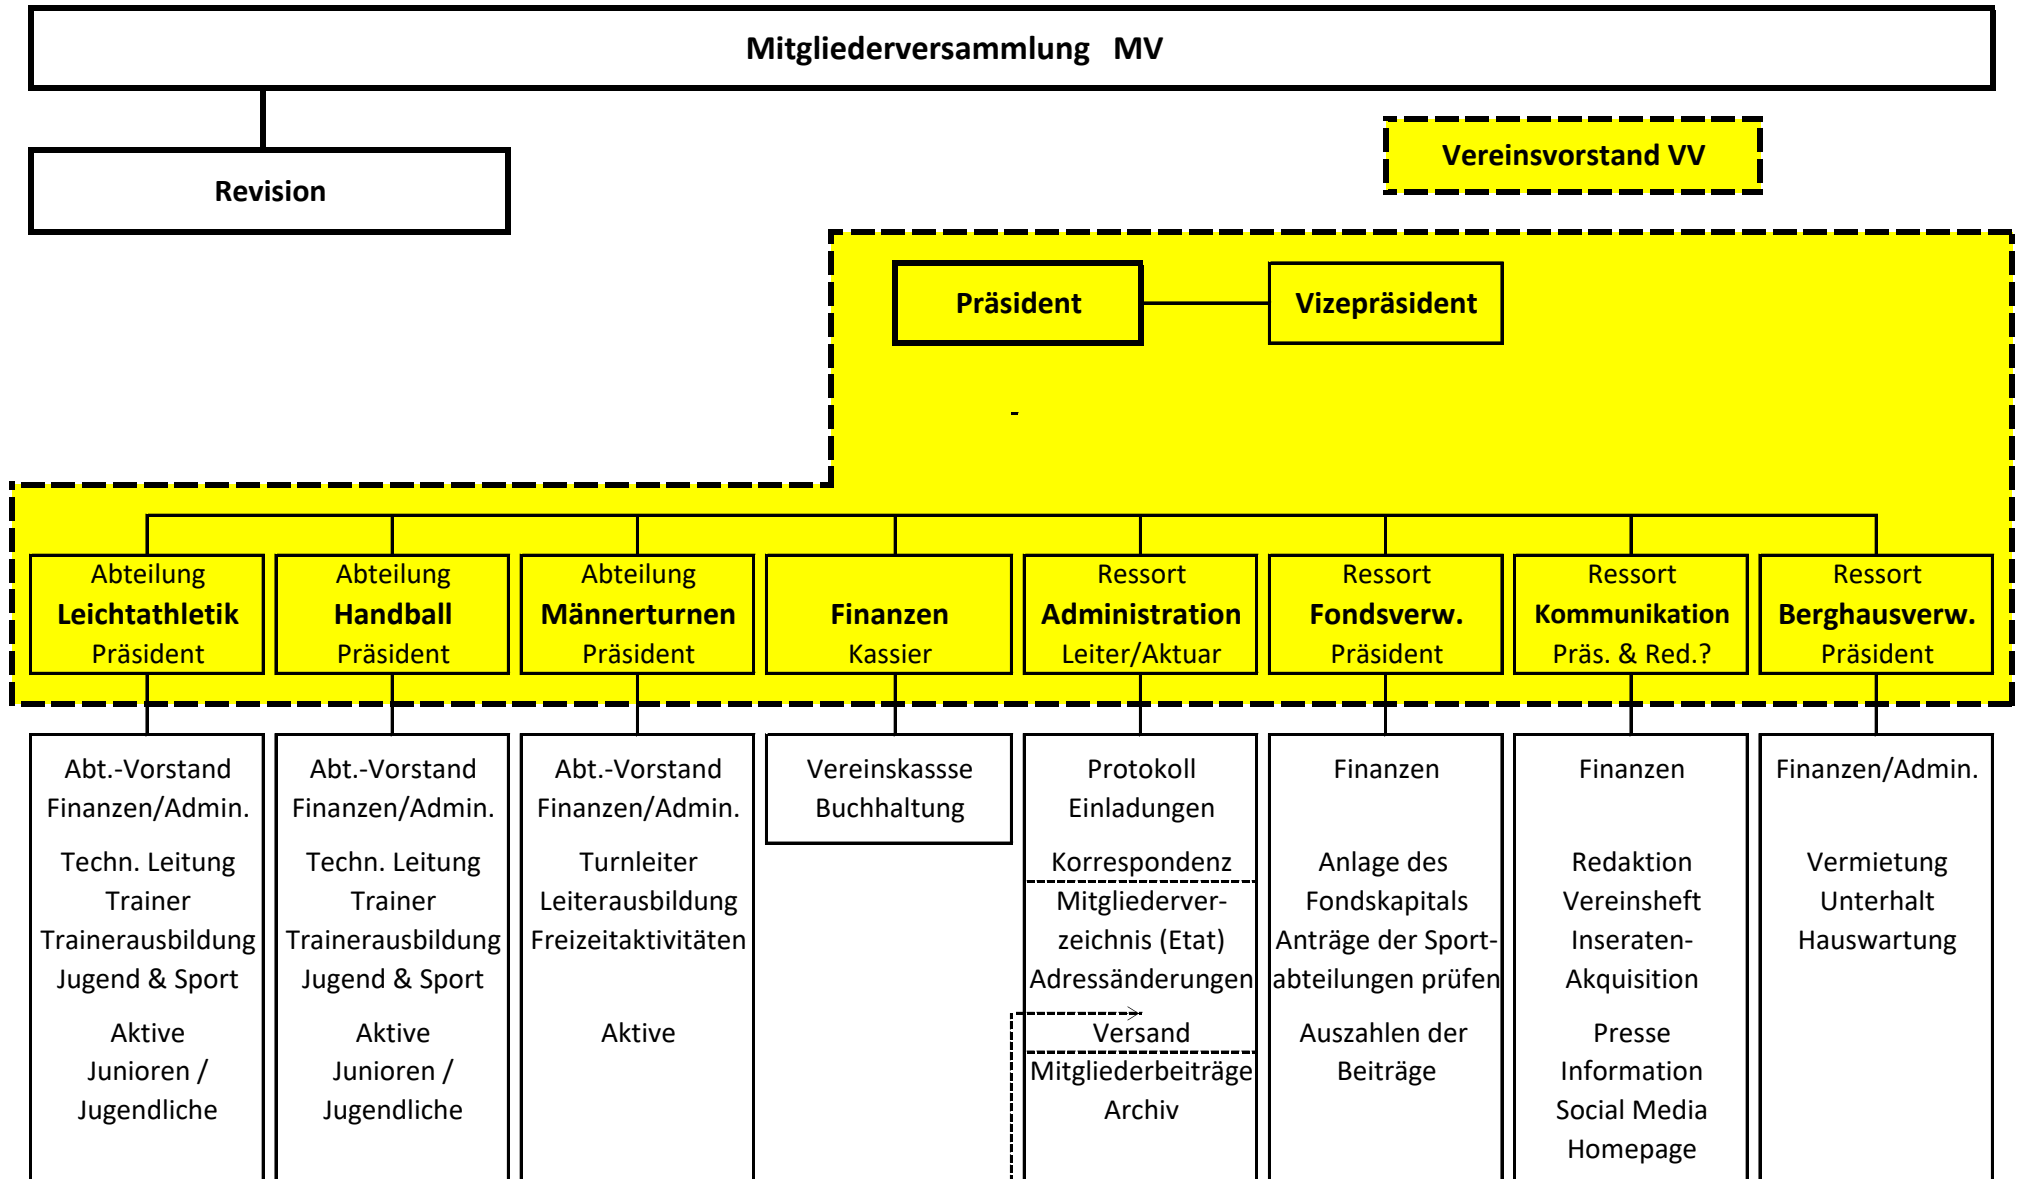 Mitgliederversammlung MV
Vereinsvorstand VV
Revision
Präsident
Vizepräsident
-
Abteilung
Leichtathletik
Präsident
Abteilung
Handball
Präsident
Abteilung
Männerturnen
Präsident
Finanzen
Kassier
Ressort
Administration
Leiter/Aktuar
Ressort
Fondsverw.
Präsident
Ressort
Kommunikation
Präs. & Red.?
Ressort
Berghausverw.
Präsident
Abt.-Vorstand
Finanzen/Admin.
Techn. Leitung
Trainer
Trainerausbildung
Jugend & Sport
Aktive
Junioren /
Jugendliche
Abt.-Vorstand
Finanzen/Admin.
Techn. Leitung
Trainer
Trainerausbildung
Jugend & Sport
Aktive
Junioren /
Jugendliche
Abt.-Vorstand
Finanzen/Admin.
Turnleiter
Leiterausbildung
Freizeitaktivitäten
Aktive
Vereinskassse
Buchhaltung
Protokoll
Einladungen
Korrespondenz
Mitgliederver-
zeichnis (Etat)
Adressänderungen
Versand
Mitgliederbeiträge
Archiv
Finanzen
Anlage des
Fondskapitals
Anträge der Sport-
abteilungen prüfen
Auszahlen der
Beiträge
Finanzen
Redaktion
Vereinsheft
Inseraten-
Akquisition
Presse
Information
Social Media
Homepage
Finanzen/Admin.
Vermietung
Unterhalt
Hauswartung